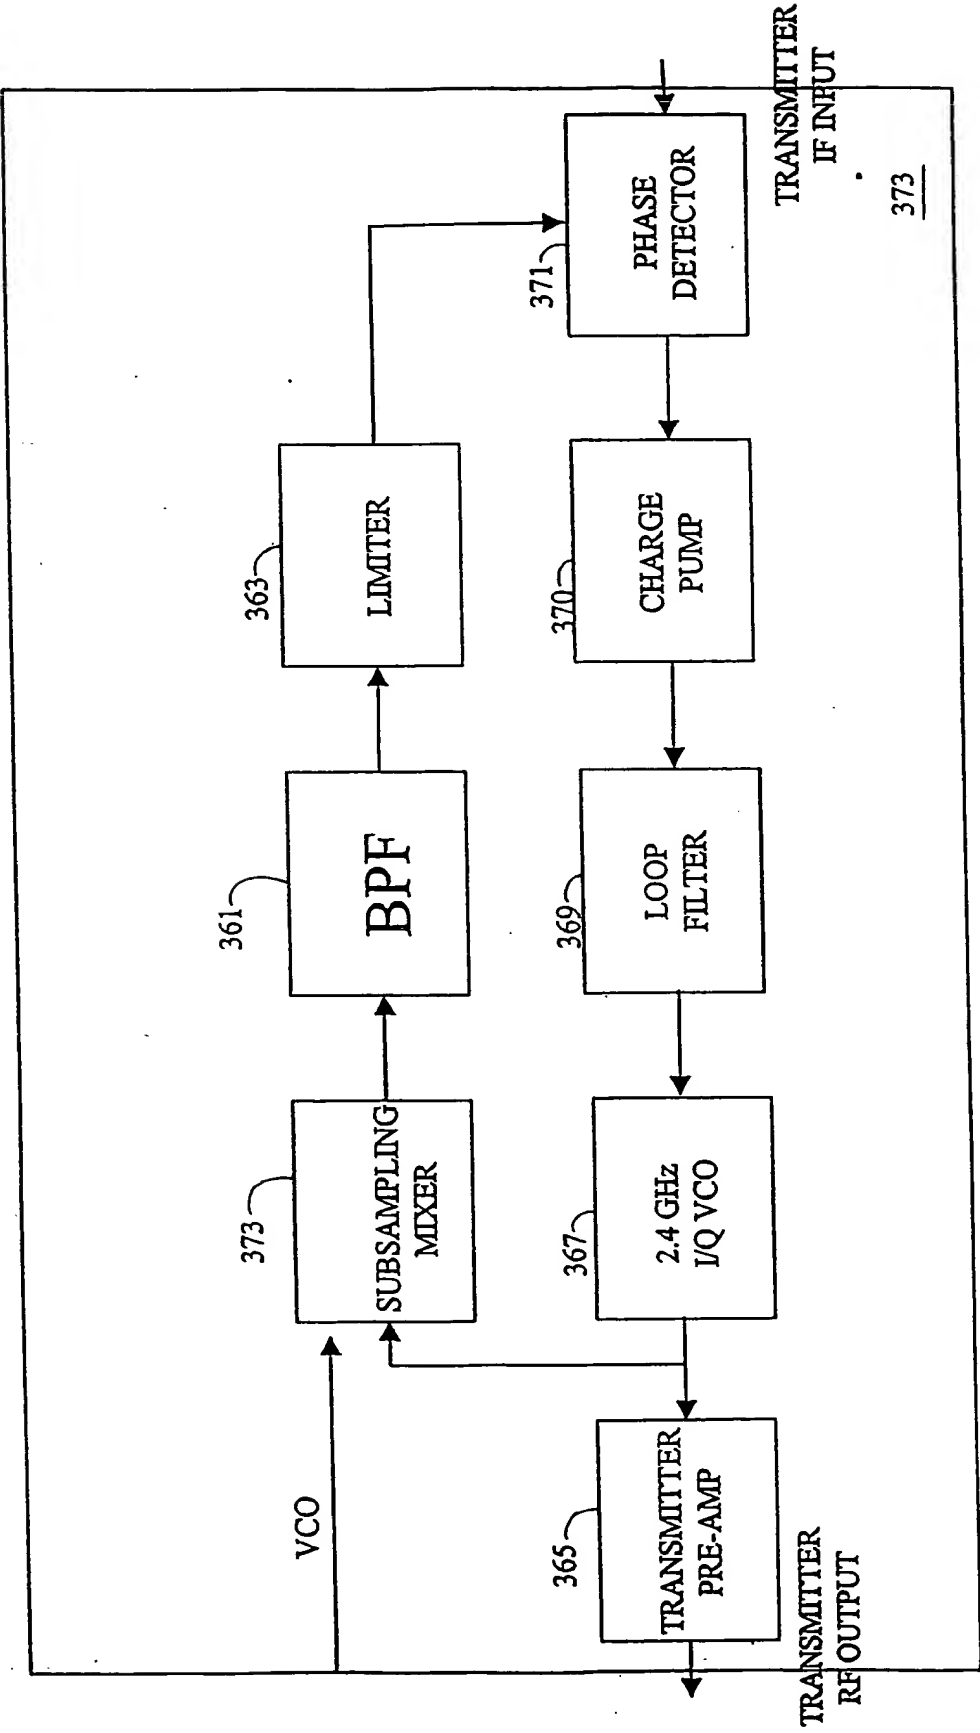 VCO
373
SUBSAMPLING
MIXER
361
BPF
363
LIMITER
TRANSMITTER
RF OUTPUT
365
TRANSMITTER
PRE-AMP
367
2.4 GHz
I/Q VCO
369
LOOP
FILTER
370
CHARGE
PUMP
371
PHASE
DETECTOR
TRANSMITTER
IF INPUT
373